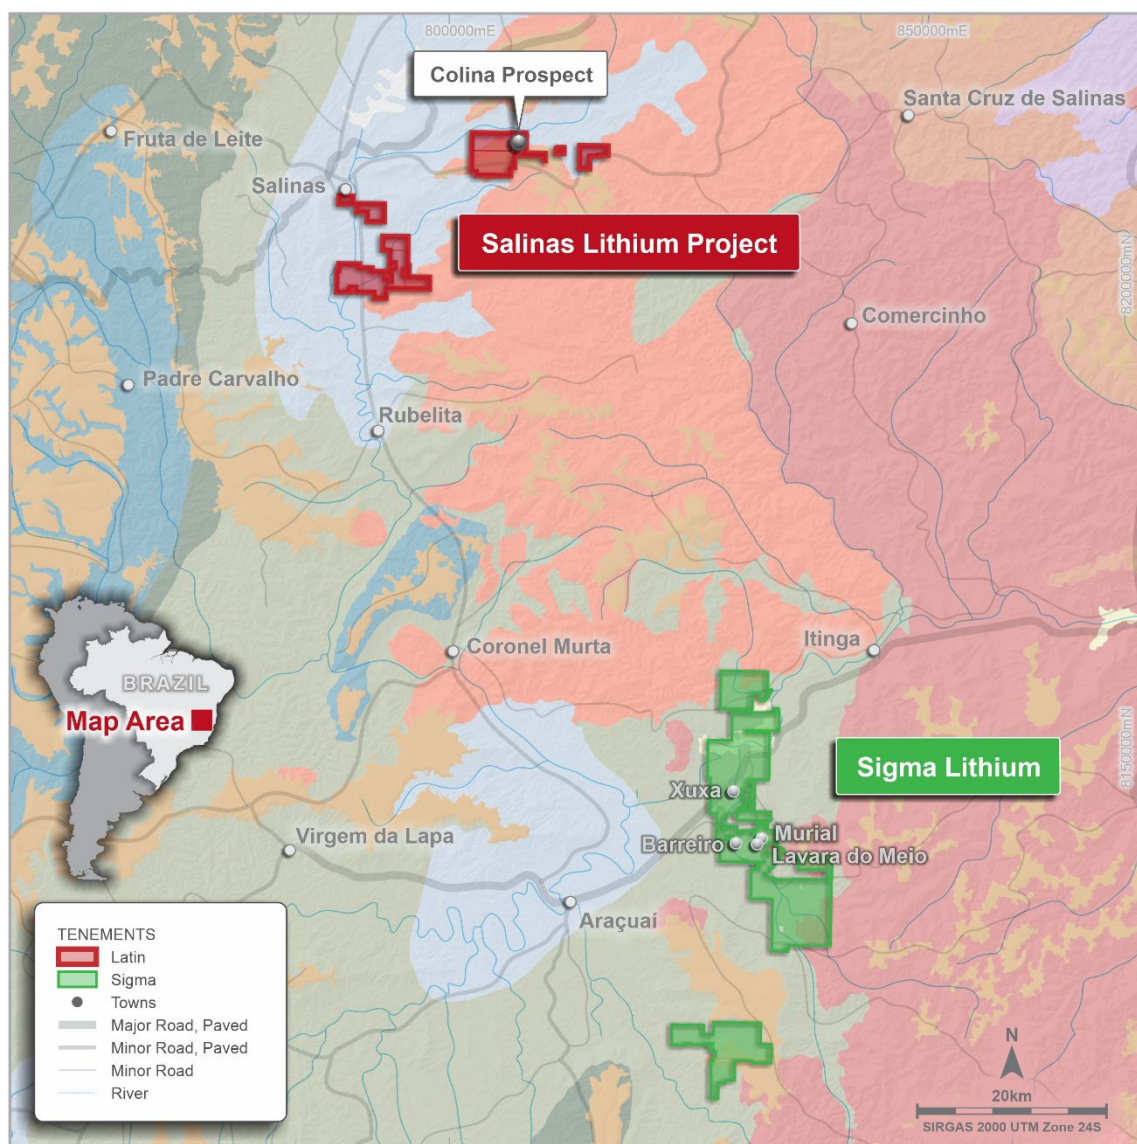 800000mE
850000mE
Colina Prospect
Santa Cruz de Salinas
Fruta de Leite
Salinas
Salinas Lithium Project
8200000mN
Comercinho
Padre Carvalho
Rubelita
Coronel Murta
Itinga
BRAZIL
Map Area
8150000mN
Sigma Lithium
Xuxa
Murial
Barreiro
Lavara do Meio
Virgem da Lapa
Araçuaí
TENEMENTS
Latin
Sigma
Towns
Major Road, Paved
Minor Road, Paved
Minor Road
River
N
20km
SIRGAS 2000 UTM Zone 24S